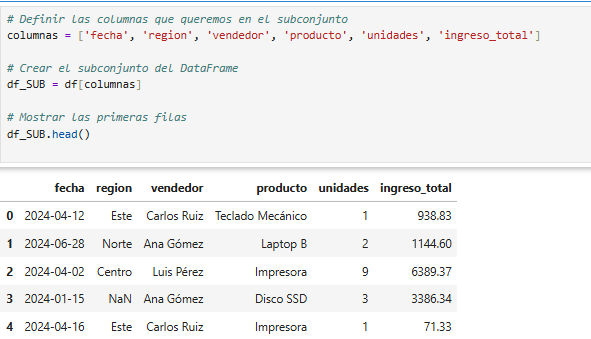 # Definir las columnas que queremos en el subconjunto
columnas = ['fecha', 'region', 'vendedor', 'producto', 'unidades', 'ingreso_total']
# Crear el subconjunto del DataFrame
df_SUB = df[columnas]
# Mostrar las primeras filas
df_SUB.head()
fecha region vendedor producto unidades ingreso_total
0 2024-04-12 Este Carlos Ruiz Teclado Mecánico 1 938.83
1 2024-06-28 Norte Ana Gómez Laptop B 2 1144.60
2 2024-04-02 Centro Luis Pérez Impresora 9 6389.37
3 2024-01-15 NaN Ana Gómez Disco SSD 3 3386.34
4 2024-04-16 Este Carlos Ruiz Impresora 1 71.33